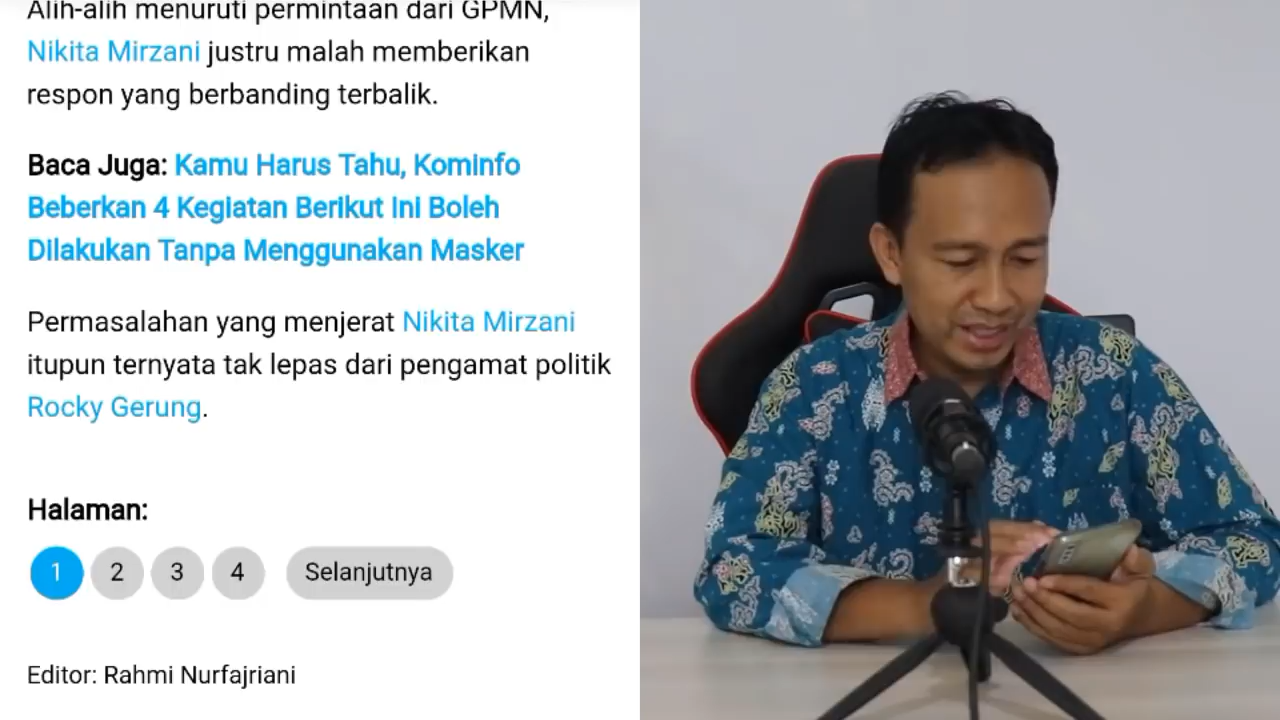 Alih-alih menuruti permintaan dari GPMN,
Nikita Mirzani justru malah memberikan
respon yang berbanding terbalik.
Baca Juga: Kamu Harus Tahu, Kominfo
Beberkan 4 Kegiatan Berikut Ini Boleh
Dilakukan Tanpa Menggunakan Masker
Permasalahan yang menjerat Nikita Mirzani
itupun ternyata tak lepas dari pengamat politik
Rocky Gerung.
Halaman:
1 2 3 4 Selanjutnya
Editor: Rahmi Nurfajriani